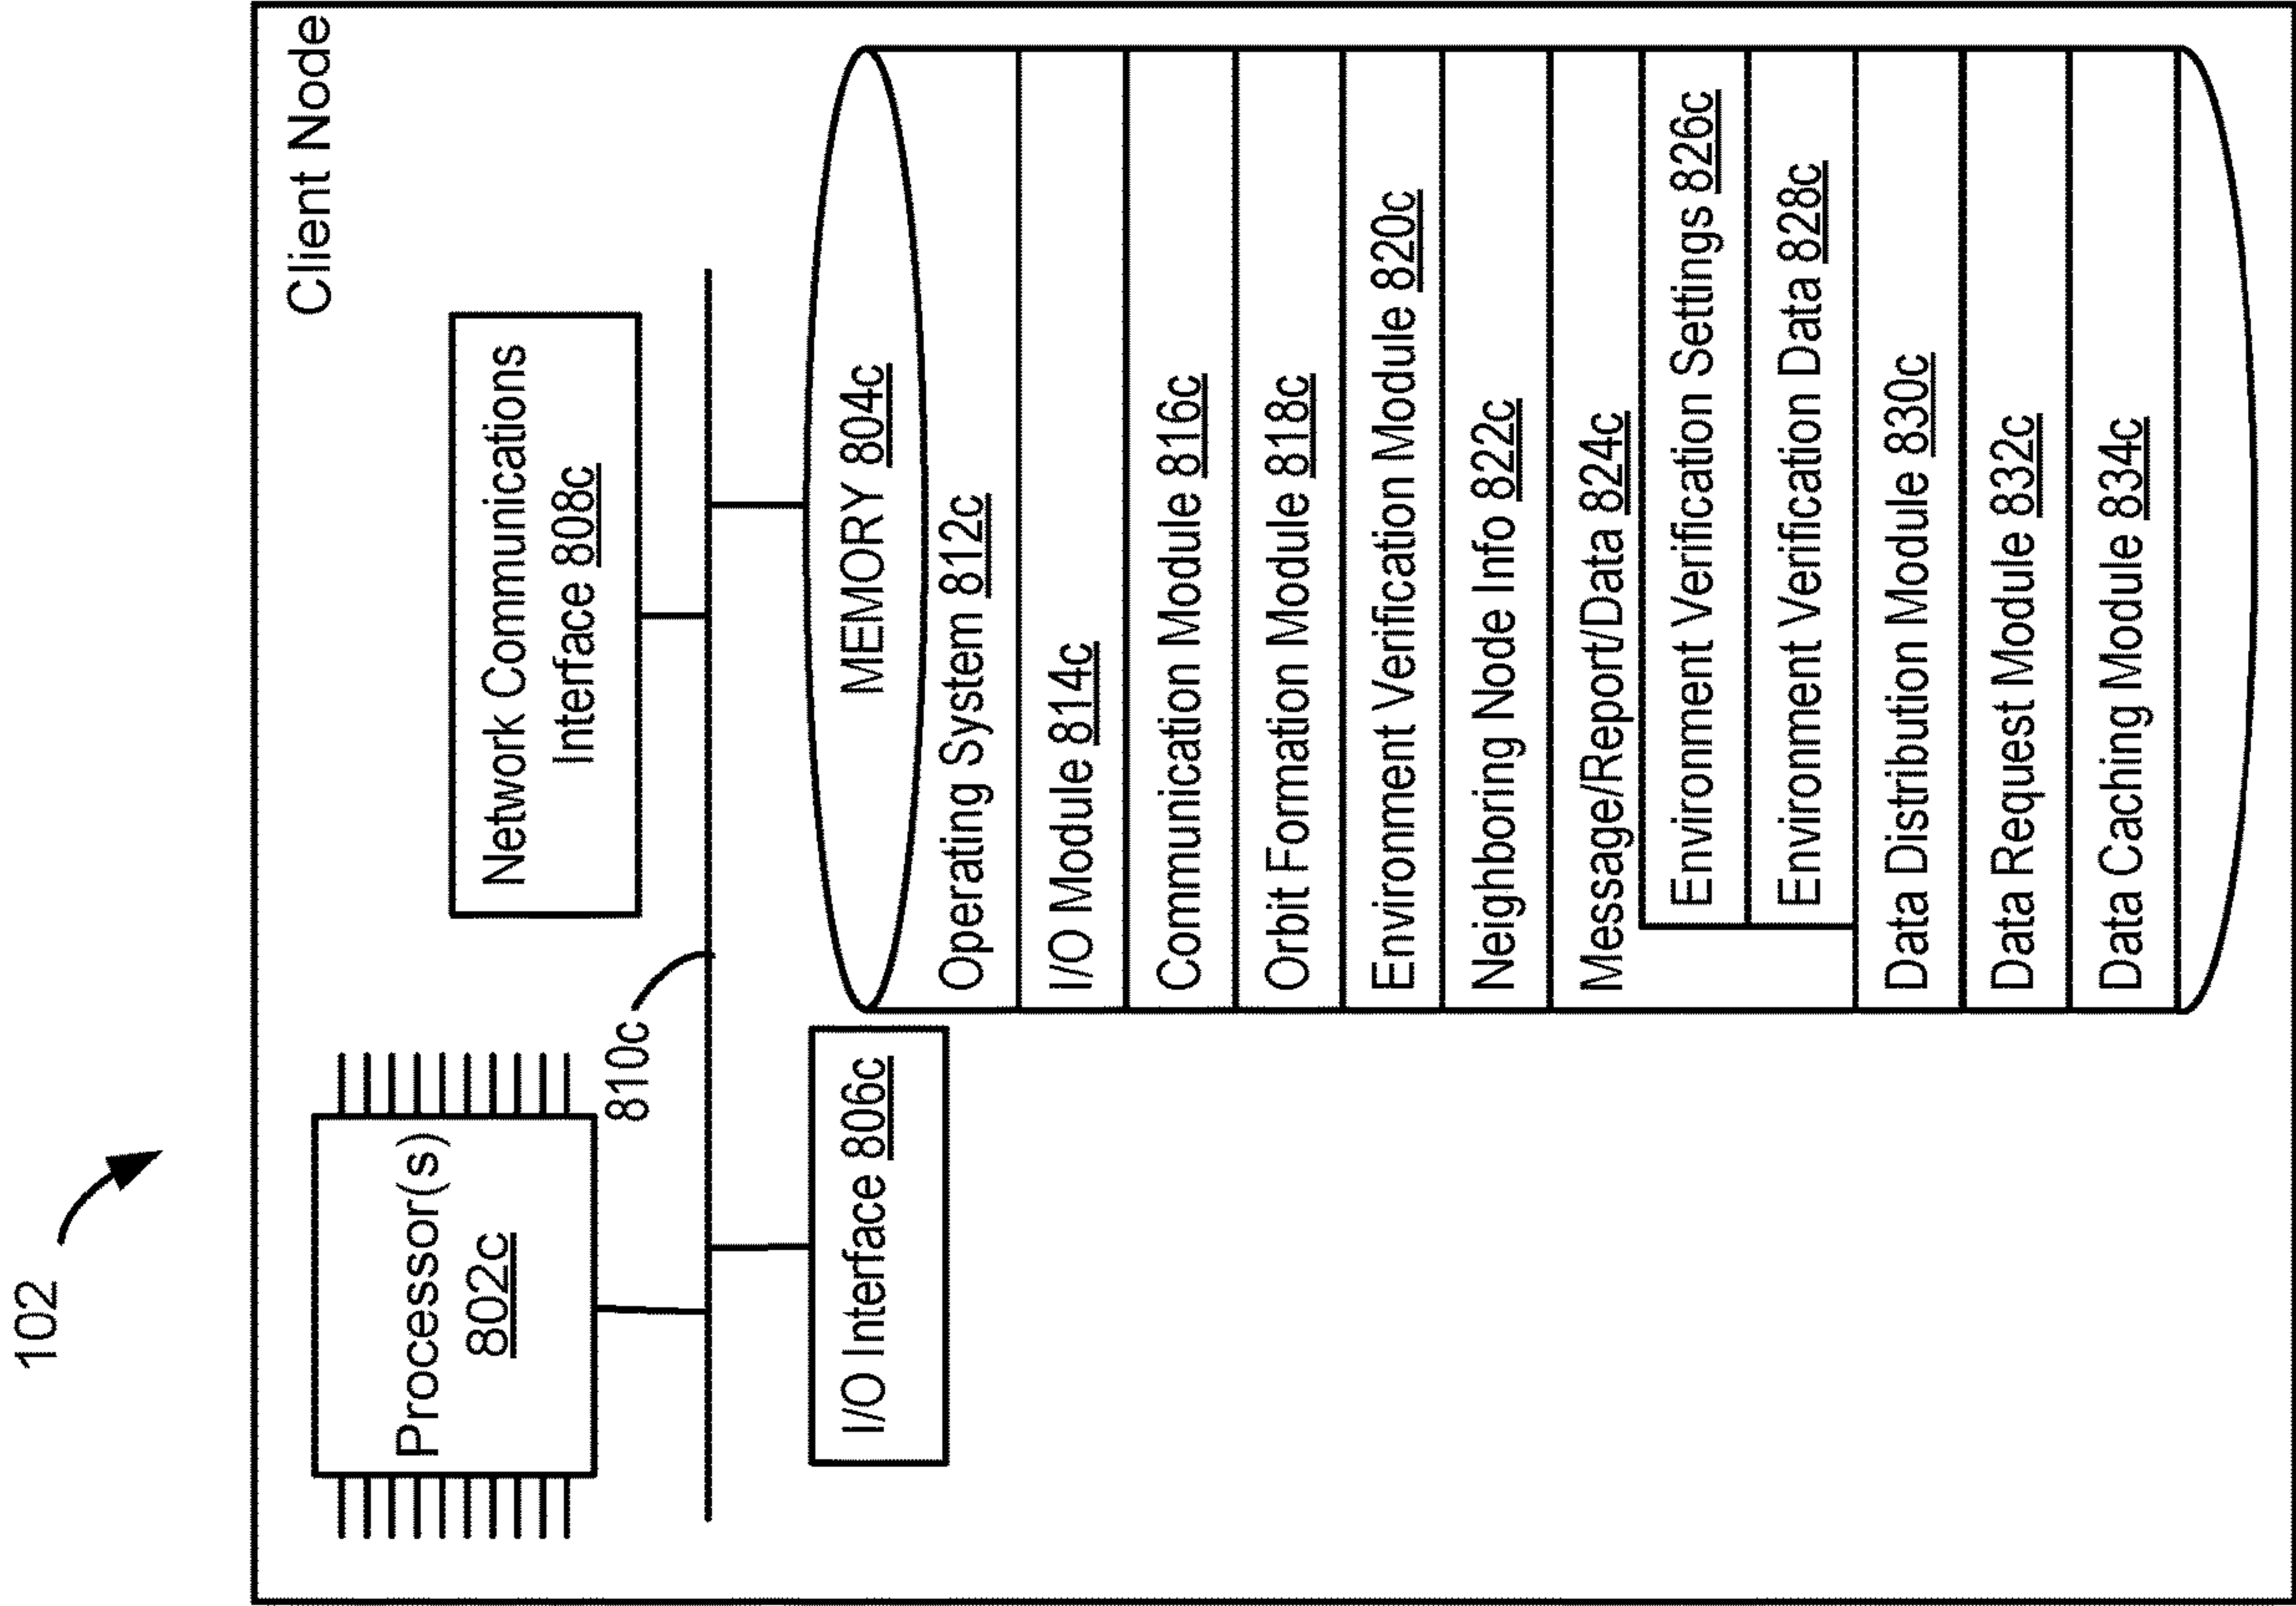 102
Client Node
Processor(s)
802c
Network Communications
Interface 808c
810c
I/O Interface 806c
MEMORY 804c
Operating System 812c
I/O Module 814c
Communication Module 816c
Orbit Formation Module 818c
Environment Verification Module 820c
Neighboring Node Info 822c
Message/Report/Data 824c
Environment Verification Settings 826c
Environment Verification Data 828c
Data Distribution Module 830c
Data Request Module 832c
Data Caching Module 834c